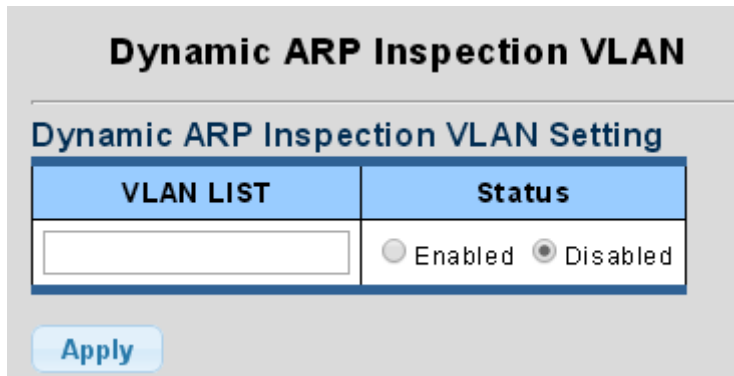 Dynamic ARP Inspection VLAN
Dynamic ARP Inspection VLAN Setting
VLAN LIST Status
Enabled Disabled
Apply